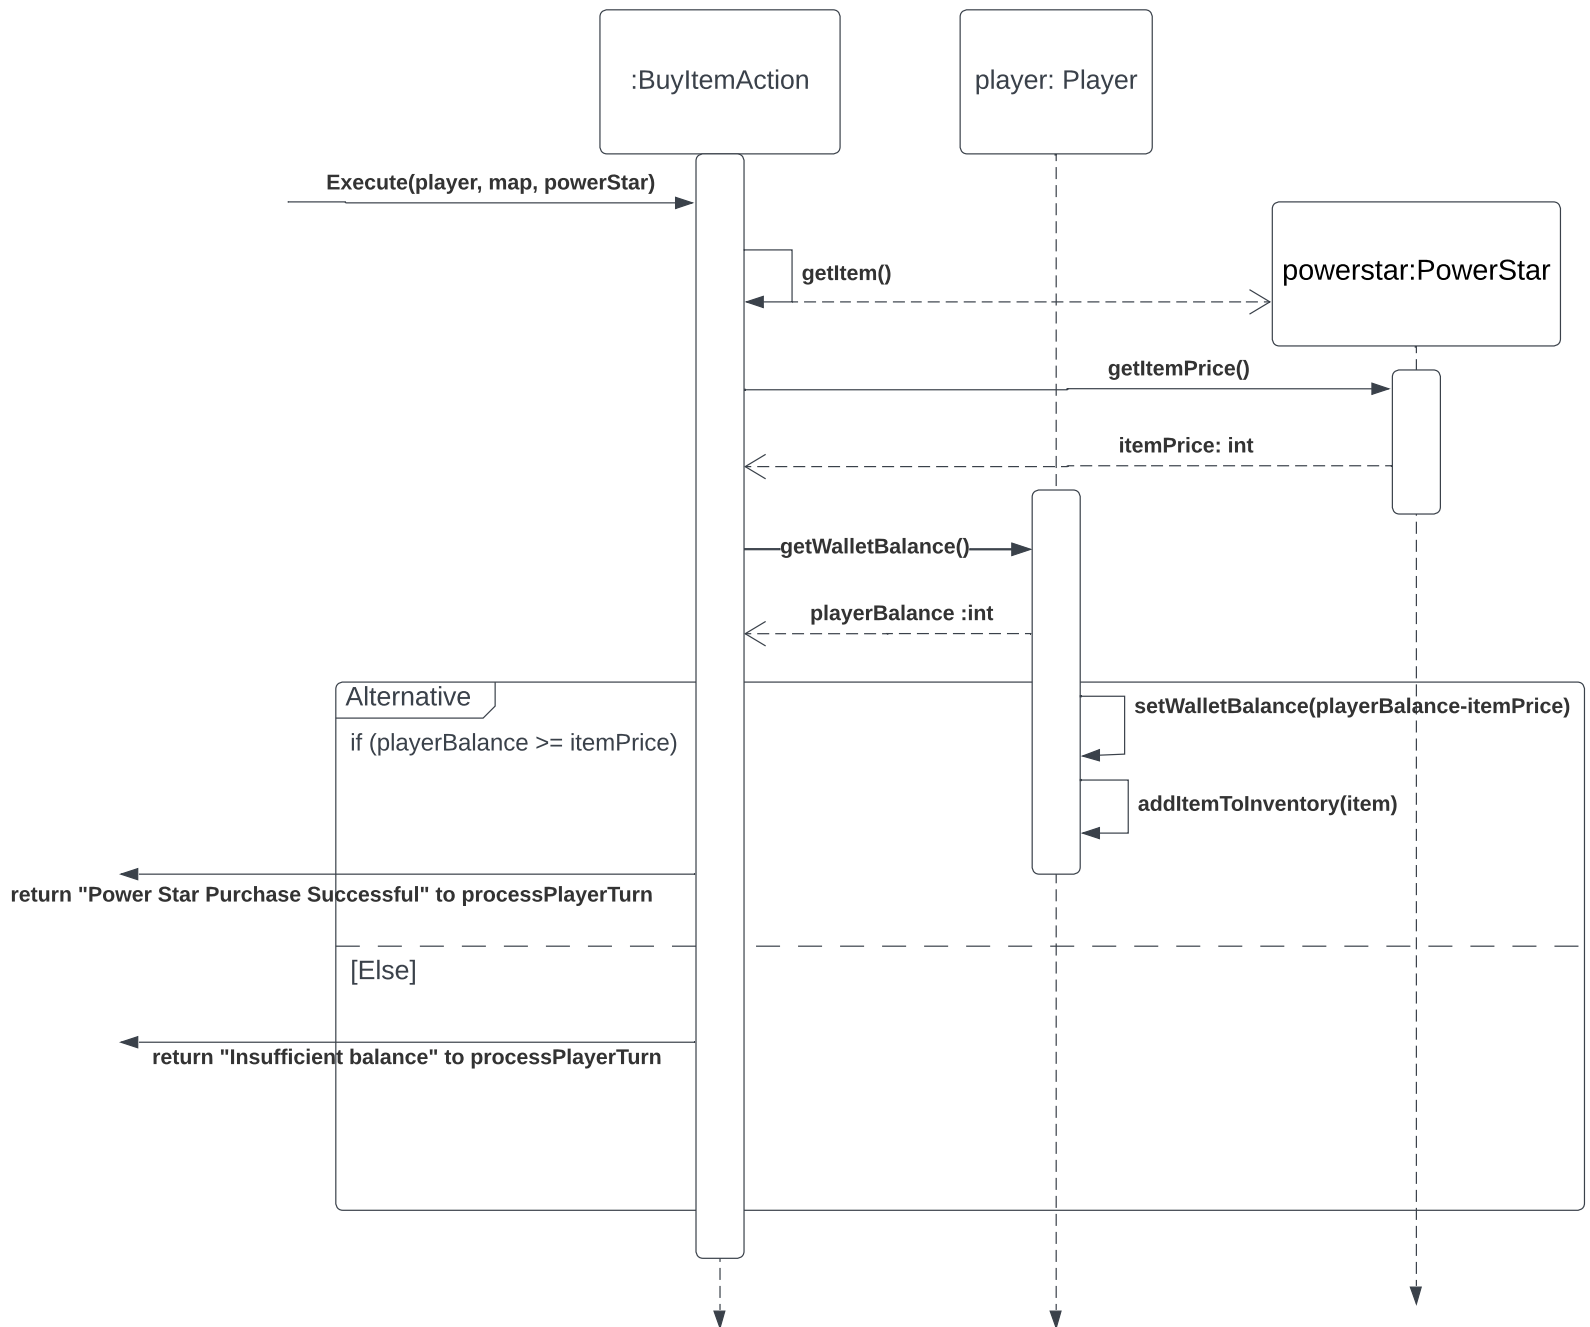 :BuyItemAction
player: Player
Execute(player, map, powerStar)
powerstar:PowerStar
getItem()
getItemPrice()
itemPrice: int
getWalletBalance()
playerBalance :int
Alternative
setWalletBalance(playerBalance-itemPrice)
if (playerBalance >= itemPrice)
addItemToInventory(item)
return "Power Star Purchase Successful" to processPlayerTurn
[Else]
return "Insufficient balance" to processPlayerTurn